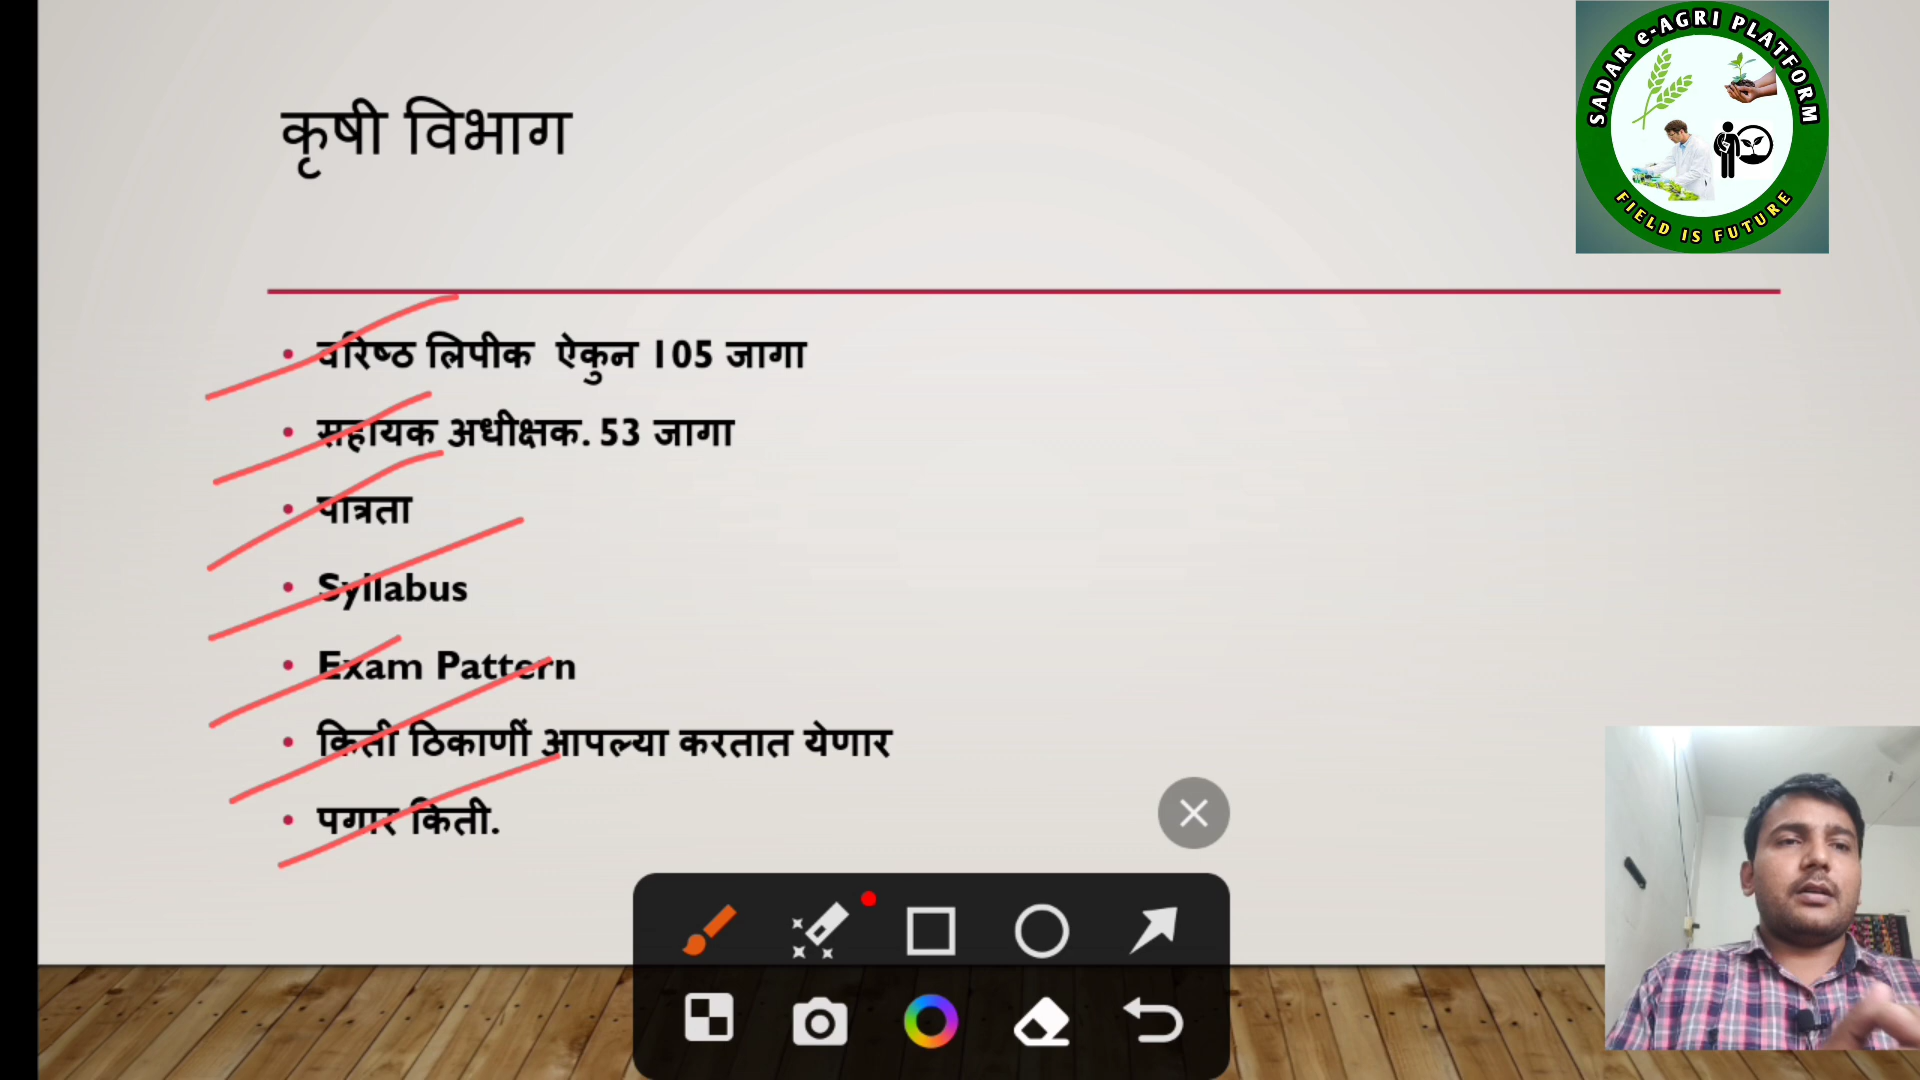 कृषी विभाग
SADAR e-AGRI PLATFORM
FIELD IS FUTURE
• वरिष्ठ लिपीक ऐकुन 105 जागा
• सहायक अधीक्षक. 53 जागा
• पात्रता
• Syllabus
• Exam Pattern
• किती ठिकाणीं आपल्या करतात येणार
• पगार किती.